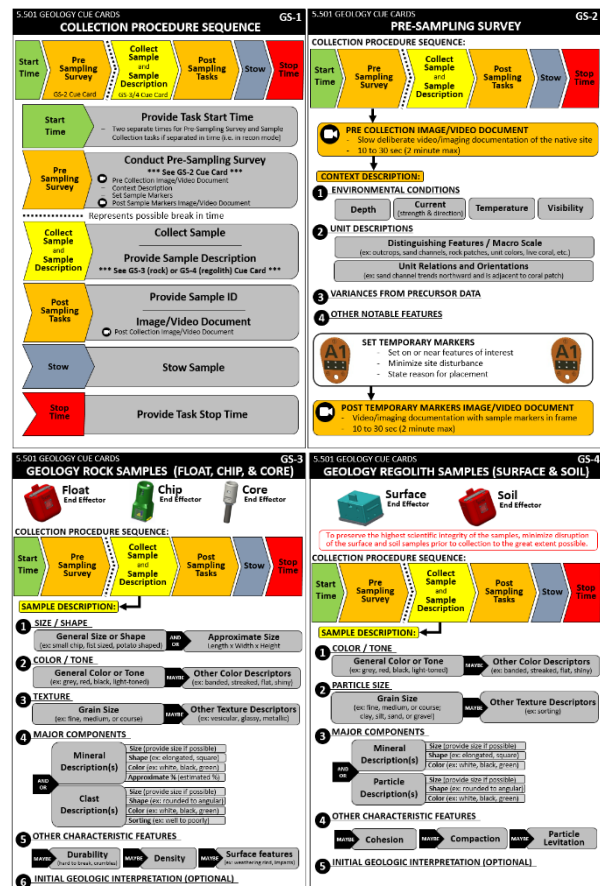 5.501 GEOLOGY CUE CARDS
GS-1
COLLECTION PROCEDURE SEQUENCE
Start
Time
Pre
Sampling
Survey
GS-2 Cue Card
Collect
Sample
and
Sample
Description
GS-3/4 Cue Card
Post
Sampling
Tasks
Stow
Stop
Time
Start
Time
Provide Task Start Time
- Two separate times for Pre-Sampling Survey and Sample
Collection tasks if separated in time (i.e. in recon mode)
Pre
Sampling
Survey
Conduct Pre-Sampling Survey
*** See GS-2 Cue Card ***
Pre Collection Image/Video Document
- Context Description
- Set Sample Markers
Post Sample Markers Image/Video Document
Represents possible break in time
Collect
Sample
and
Sample
Description
Collect Sample
Provide Sample Description
*** See GS-3 (rock) or GS-4 (regolith) Cue Card ***
Post
Sampling
Tasks
Provide Sample ID
Image/Video Document
Post Collection Image/Video Document
Stow
Stow Sample
Stop
Time
Provide Task Stop Time
5.501 GEOLOGY CUE CARDS
GS-2
PRE-SAMPLING SURVEY
COLLECTION PROCEDURE SEQUENCE:
Start
Time
Pre
Sampling
Survey
Collect
Sample
and
Sample
Description
Post
Sampling
Tasks
Stow
Stop
Time
PRE COLLECTION IMAGE/VIDEO DOCUMENT
- Slow deliberate video/imaging documentation of the native site
- 10 to 30 sec (2 minute max)
CONTEXT DESCRIPTION:
1 ENVIRONMENTAL CONDITIONS
Depth
Current
(strength & direction)
Temperature
Visibility
2 UNIT DESCRIPTIONS
Distinguishing Features / Macro Scale
(ex: outcrops, sand channels, rock patches, unit colors, live coral, etc.)
Unit Relations and Orientations
(ex: sand channel trends northward and is adjacent to coral patch)
3 VARIANCES FROM PRECURSOR DATA
4 OTHER NOTABLE FEATURES
A1
SET TEMPORARY MARKERS
- Set on or near features of interest
- Minimize site disturbance
- State reason for placement
A1
POST TEMPORARY MARKERS IMAGE/VIDEO DOCUMENT
- Video/imaging documentation with sample markers in frame
- 10 to 30 sec (2 minute max)
5.501 GEOLOGY CUE CARDS
GS-3
GEOLOGY ROCK SAMPLES (FLOAT, CHIP, & CORE)
Float
End Effector
Chip
End Effector
Core
End Effector
COLLECTION PROCEDURE SEQUENCE:
Start
Time
Pre
Sampling
Survey
Collect
Sample
and
Sample
Description
Post
Sampling
Tasks
Stow
Stop
Time
SAMPLE DESCRIPTION:
1 SIZE / SHAPE
General Size or Shape
(ex: small chip, fist sized, potato shaped)
AND
OR
Approximate Size
Length x Width x Height
2 COLOR / TONE
General Color or Tone
(ex: grey, red, black, light-toned)
MAYBE
Other Color Descriptors
(ex: banded, streaked, flat, shiny)
3 TEXTURE
Grain Size
(ex: fine, medium, or course)
MAYBE
Other Texture Descriptors
(ex: vesicular, glassy, metallic)
4 MAJOR COMPONENTS
AND
OR
Mineral
Description(s)
Size (provide size if possible)
Shape (ex: elongated, square)
Color (ex: white, black, green)
Approximate % (estimated %)
Clast
Description(s)
Size (provide size if possible)
Shape (ex: rounded to angular)
Color (ex: white, black, green)
Sorting (ex: well to poorly)
5 OTHER CHARACTERISTIC FEATURES
MAYBE
Durability
(hard to break, crumbles)
MAYBE
Density
MAYBE
Surface features
(ex: weathering rind, imprints)
6 INITIAL GEOLOGIC INTERPRETATION (OPTIONAL)
5.501 GEOLOGY CUE CARDS
GS-4
GEOLOGY REGOLITH SAMPLES (SURFACE & SOIL)
Surface
End Effector
Soil
End Effector
To preserve the highest scientific integrity of the samples, minimize disruption
of the surface and soil samples prior to collection to the great extent possible.
COLLECTION PROCEDURE SEQUENCE:
Start
Time
Pre
Sampling
Survey
Collect
Sample
and
Sample
Description
Post
Sampling
Tasks
Stow
Stop
Time
SAMPLE DESCRIPTION:
1 COLOR / TONE
General Color or Tone
(ex: grey, red, black, light-toned)
MAYBE
Other Color Descriptors
(ex: banded, streaked, flat, shiny)
2 PARTICLE SIZE
Grain Size
(ex: fine, medium, or course;
clay, silt, sand, or gravel)
MAYBE
Other Texture Descriptors
(ex: sorting)
3 MAJOR COMPONENTS
AND
OR
Mineral
Description(s)
Size (provide size if possible)
Shape (ex: elongated, square)
Color (ex: white, black, green)
Particle
Description(s)
Size (provide size if possible)
Shape (ex: rounded to angular)
Color (ex: white, black, green)
4 OTHER CHARACTERISTIC FEATURES
MAYBE
Cohesion
MAYBE
Compaction
MAYBE
Particle
Levitation
5 INITIAL GEOLOGIC INTERPRETATION (OPTIONAL)